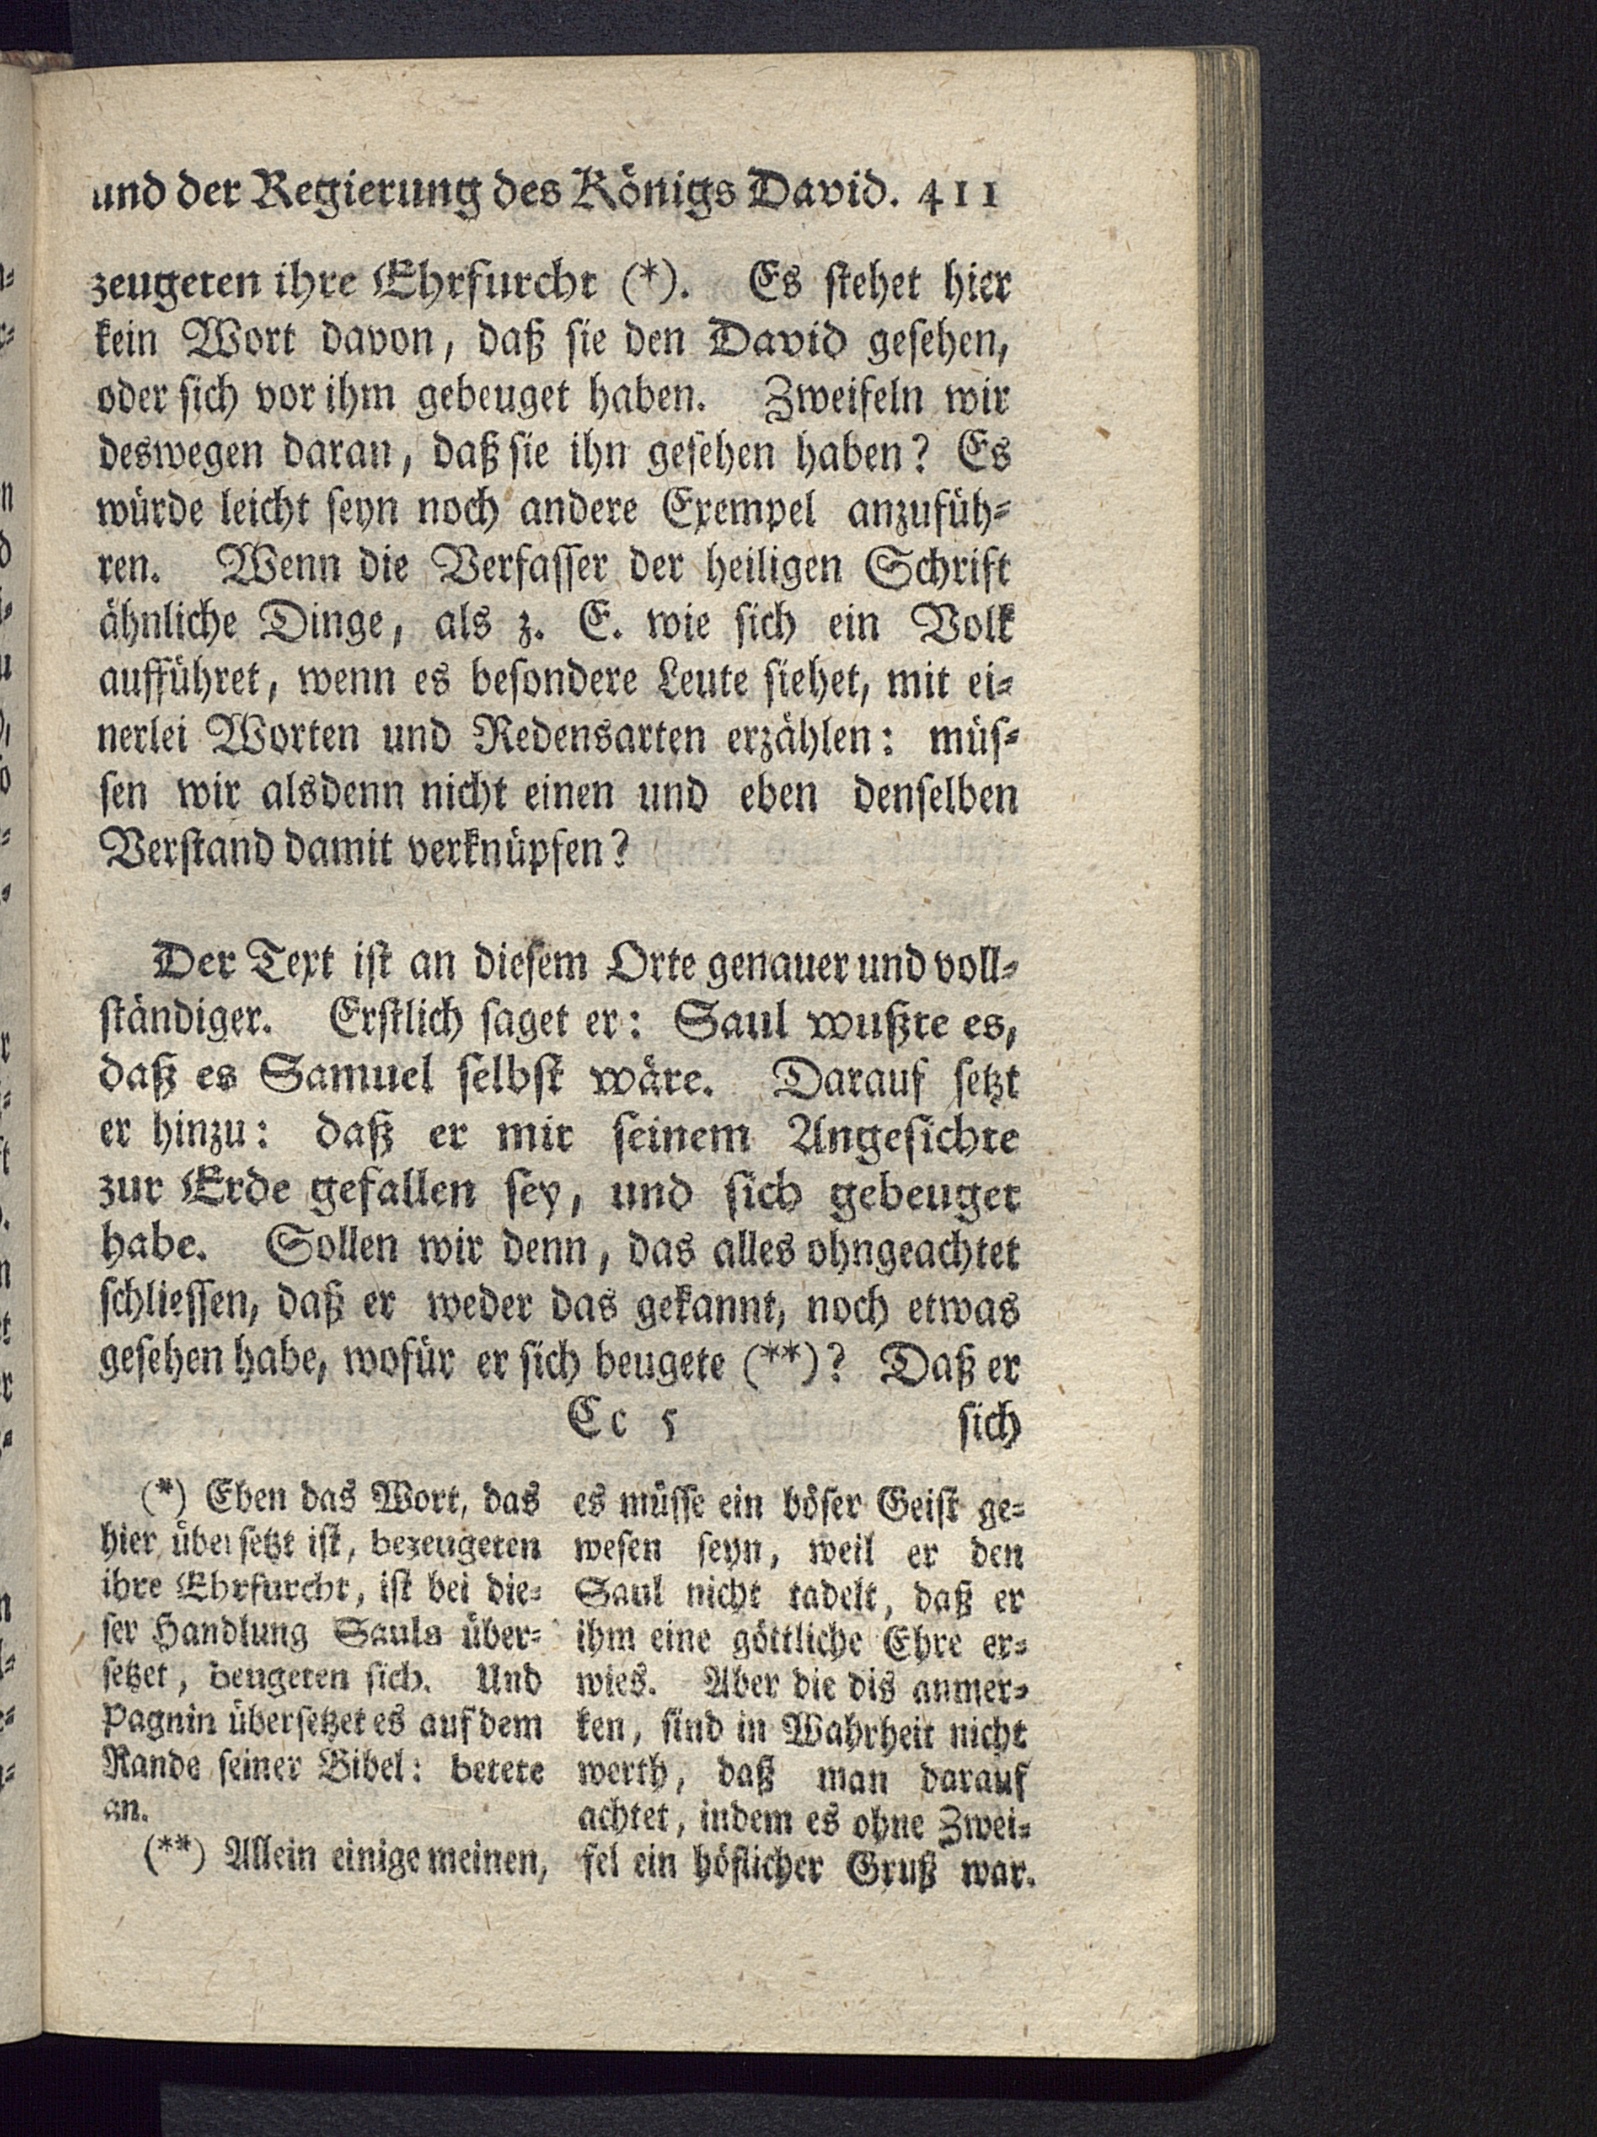 und der Regierung des Königs David. 411
zeugeten ihre Ehrfurcht (*). Es stehet hier
kein Wort davon, daß sie den David gesehen,
oder sich vor ihm gebeuget haben. Zweifeln wir
deswegen daran, daß sie ihn gesehen haben? Es
würde leicht seyn noch andere Exempel anzufüh-
ren. Wenn die Verfasser der heiligen Schrift
ähnliche Dinge, als z. E. wie sich ein Volk
aufführet, wenn es besondere Leute siehet, mit ei-
nerlei Worten und Redensarten erzählen: müs-
sen wir alsdenn nicht einen und eben denselben
Verstand damit verknüpfen?
Der Text ist an diesem Orte genauer und voll-
ständiger. Erstlich saget er: Saul wußte es,
daß es Samuel selbst wäre. Darauf setzt
er hinzu: daß er mit seinem Angesichte
zur Erde gefallen sey, und sich gebeuget
habe. Sollen wir denn, das alles ohngeachtet
schliessen, daß er weder das gekannt, noch etwas
gesehen habe, wofür er sich beugete (**)? Daß er
Cc 5 sich
(*) Eben das Wort, das
hier übersetzt ist, bezeugeten
ihre Ehrfurcht, ist bei die-
ser Handlung Sauls über-
setzet, beugeten sich. Und
Pagnin übersetzet es auf dem
Rande seiner Bibel: betete
an.
(**) Allein einige meinen,
es müsse ein böser Geist ge-
wesen seyn, weil er den
Saul nicht tadelt, daß er
ihm eine göttliche Ehre er-
wies. Aber die dis anmer-
ken, sind in Wahrheit nicht
werth, daß man darauf
achtet, indem es ohne Zwei-
fel ein höflicher Gruß war.